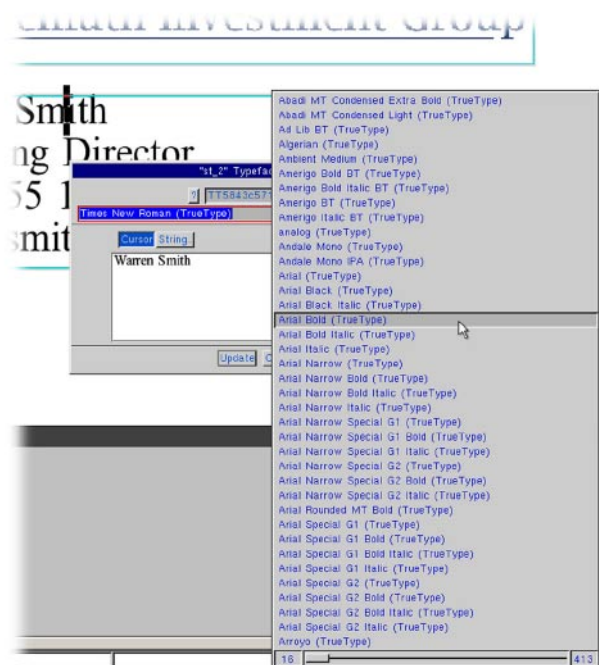 Investment Group
Smith
ng Director
55 1
smit
"st_2" Typefac
? TT5843c571
Times New Roman (TrueType)
Cursor String
Warren Smith
Update C
Abadi MT Condensed Extra Bold (TrueType)
Abadi MT Condensed Light (TrueType)
Ad Lib BT (TrueType)
Algerian (TrueType)
Ambient Medium (TrueType)
Amerigo Bold BT (TrueType)
Amerigo Bold Italic BT (TrueType)
Amerigo BT (TrueType)
Amerigo Italic BT (TrueType)
analog (TrueType)
Andale Mono (TrueType)
Andale Mono IPA (TrueType)
Arial (TrueType)
Arial Black (TrueType)
Arial Black Italic (TrueType)
Arial Bold (TrueType)
Arial Bold Italic (TrueType)
Arial Italic (TrueType)
Arial Narrow (TrueType)
Arial Narrow Bold (TrueType)
Arial Narrow Bold Italic (TrueType)
Arial Narrow Italic (TrueType)
Arial Narrow Special G1 (TrueType)
Arial Narrow Special G1 Bold (TrueType)
Arial Narrow Special G1 Italic (TrueType)
Arial Narrow Special G2 (TrueType)
Arial Narrow Special G2 Bold (TrueType)
Arial Narrow Special G2 Italic (TrueType)
Arial Rounded MT Bold (TrueType)
Arial Special G1 (TrueType)
Arial Special G1 Bold (TrueType)
Arial Special G1 Bold Italic (TrueType)
Arial Special G1 Italic (TrueType)
Arial Special G2 (TrueType)
Arial Special G2 Bold (TrueType)
Arial Special G2 Bold Italic (TrueType)
Arial Special G2 Italic (TrueType)
Arroyo (TrueType)
16 413